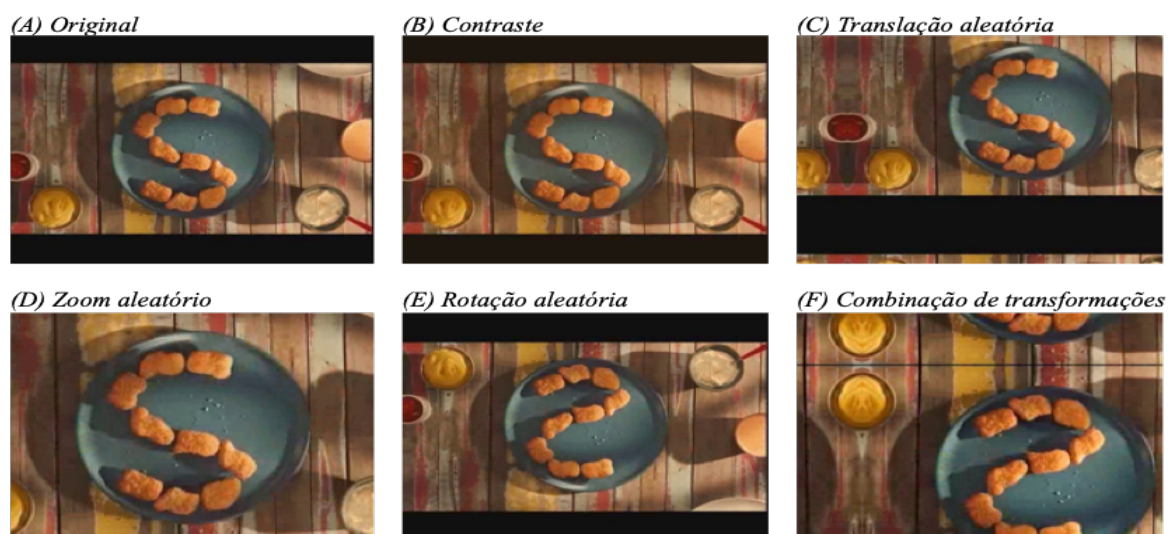 (A) Original
(B) Contraste
(C) Translação aleatória
(D) Zoom aleatório
(E) Rotação aleatória
(F) Combinação de transformações